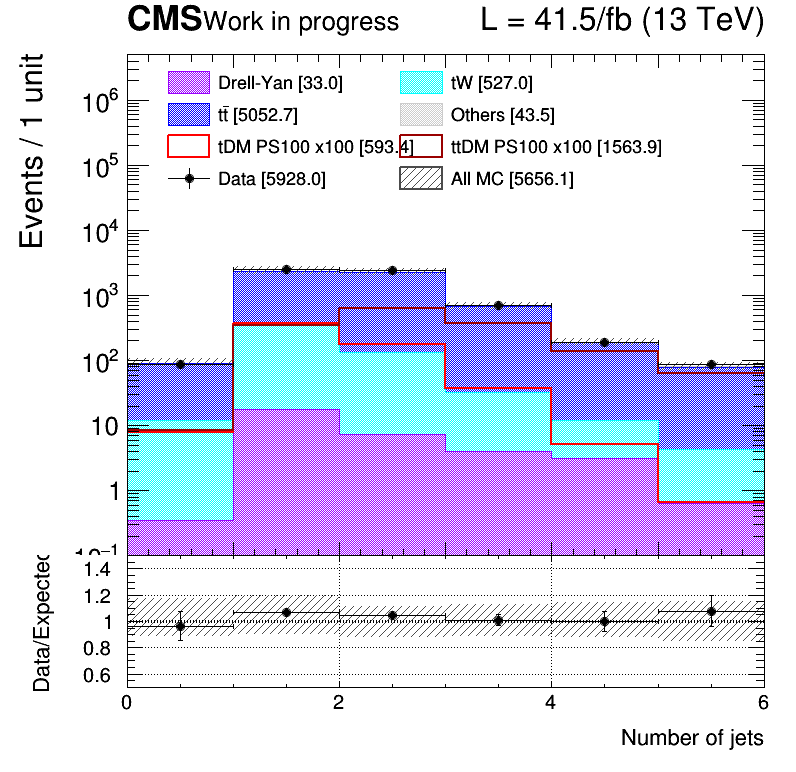 CMS Work in progress L = 41.5/fb (13 TeV)
Events / 1 unit
Drell-Yan [33.0] tW [527.0]
tt̄ [5052.7] Others [43.5]
tDM PS100 x100 [593.4] ttDM PS100 x100 [1563.9]
Data [5928.0] All MC [5656.1]
10⁶
10⁵
10⁴
10³
10²
10
1
10⁻¹
Data/Expected
1.4
1.2
1
0.8
0.6
0 2 4 6
Number of jets